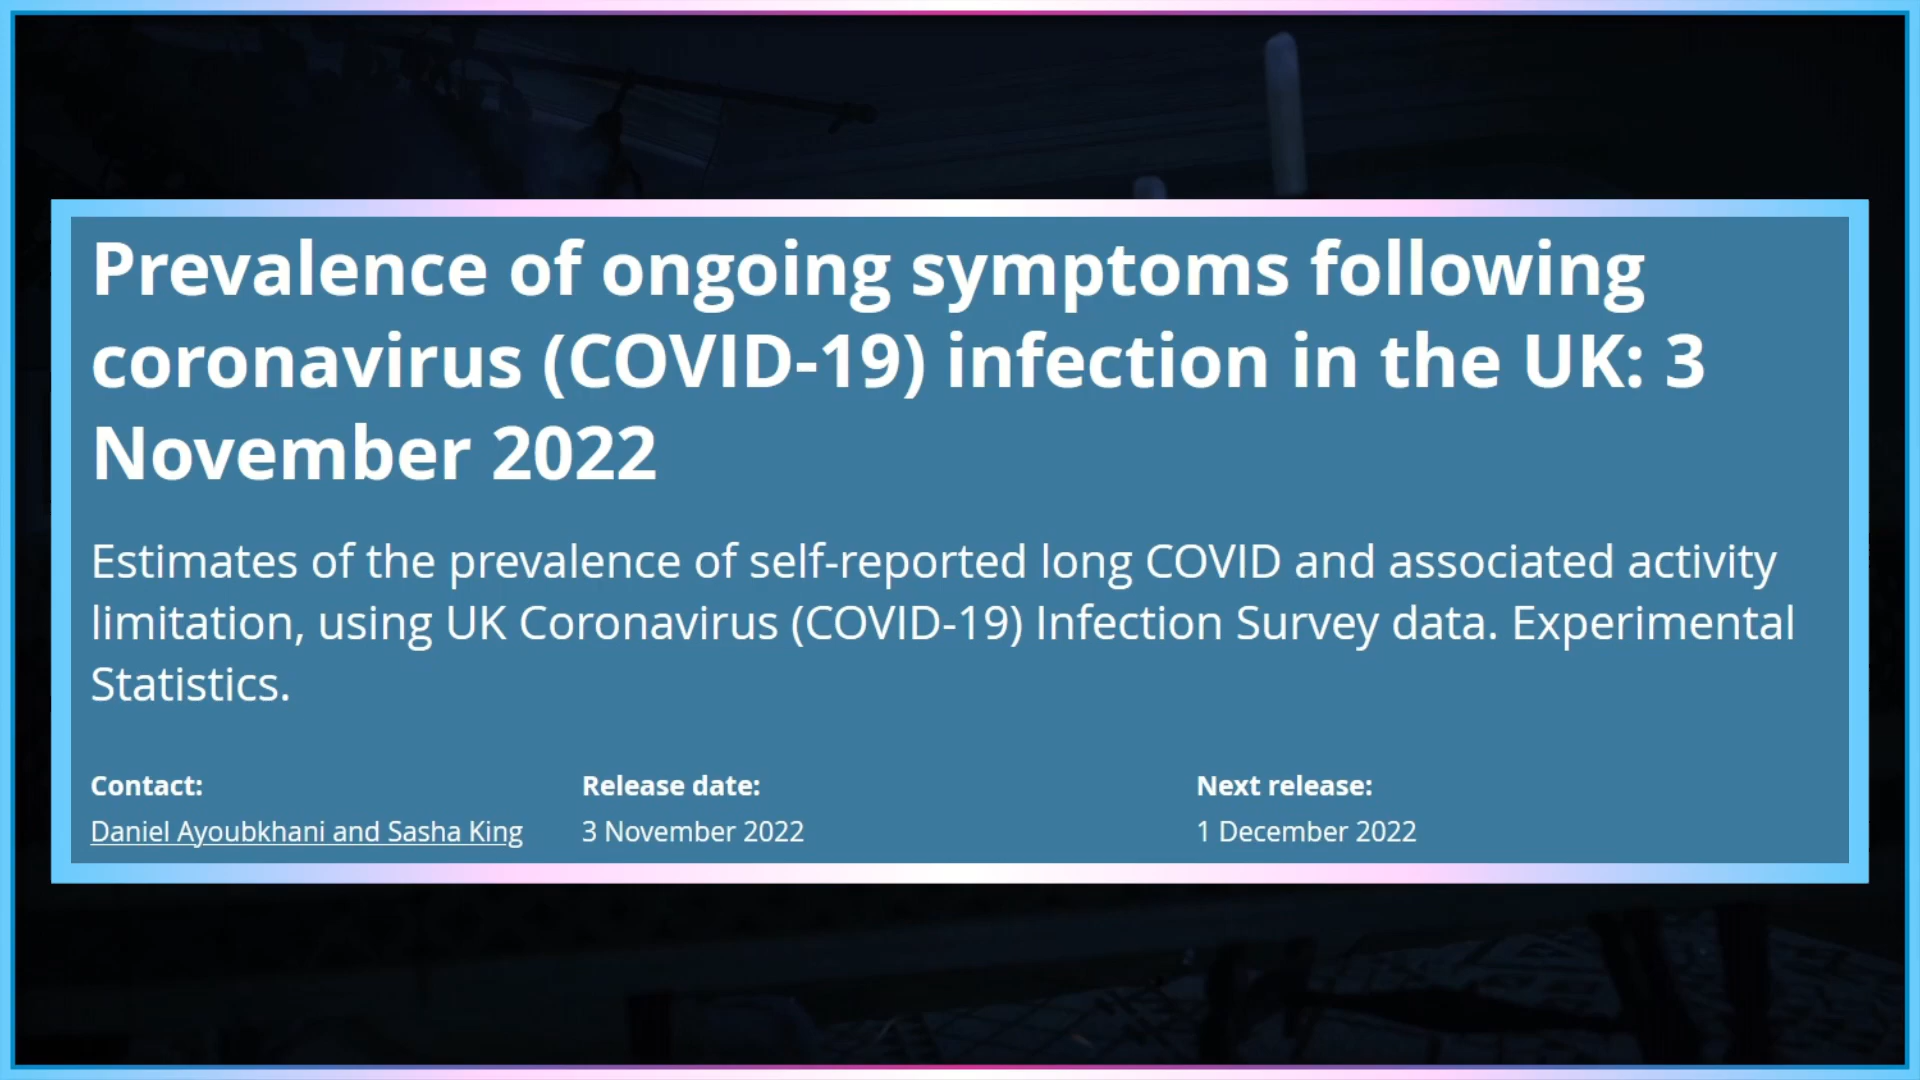 Prevalence of ongoing symptoms following
coronavirus (COVID-19) infection in the UK: 3
November 2022
Estimates of the prevalence of self-reported long COVID and associated activity
limitation, using UK Coronavirus (COVID-19) Infection Survey data. Experimental
Statistics.
Contact:
Daniel Ayoubkhani and Sasha King
Release date:
3 November 2022
Next release:
1 December 2022